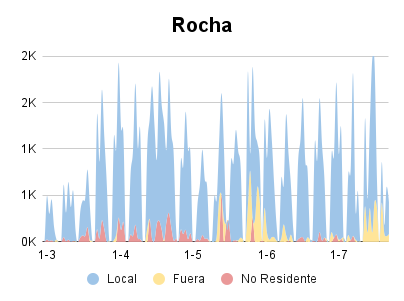 Rocha
2K
2K
1K
1K
0K
1-3 1-4 1-5 1-6 1-7
Local Fuera No Residente